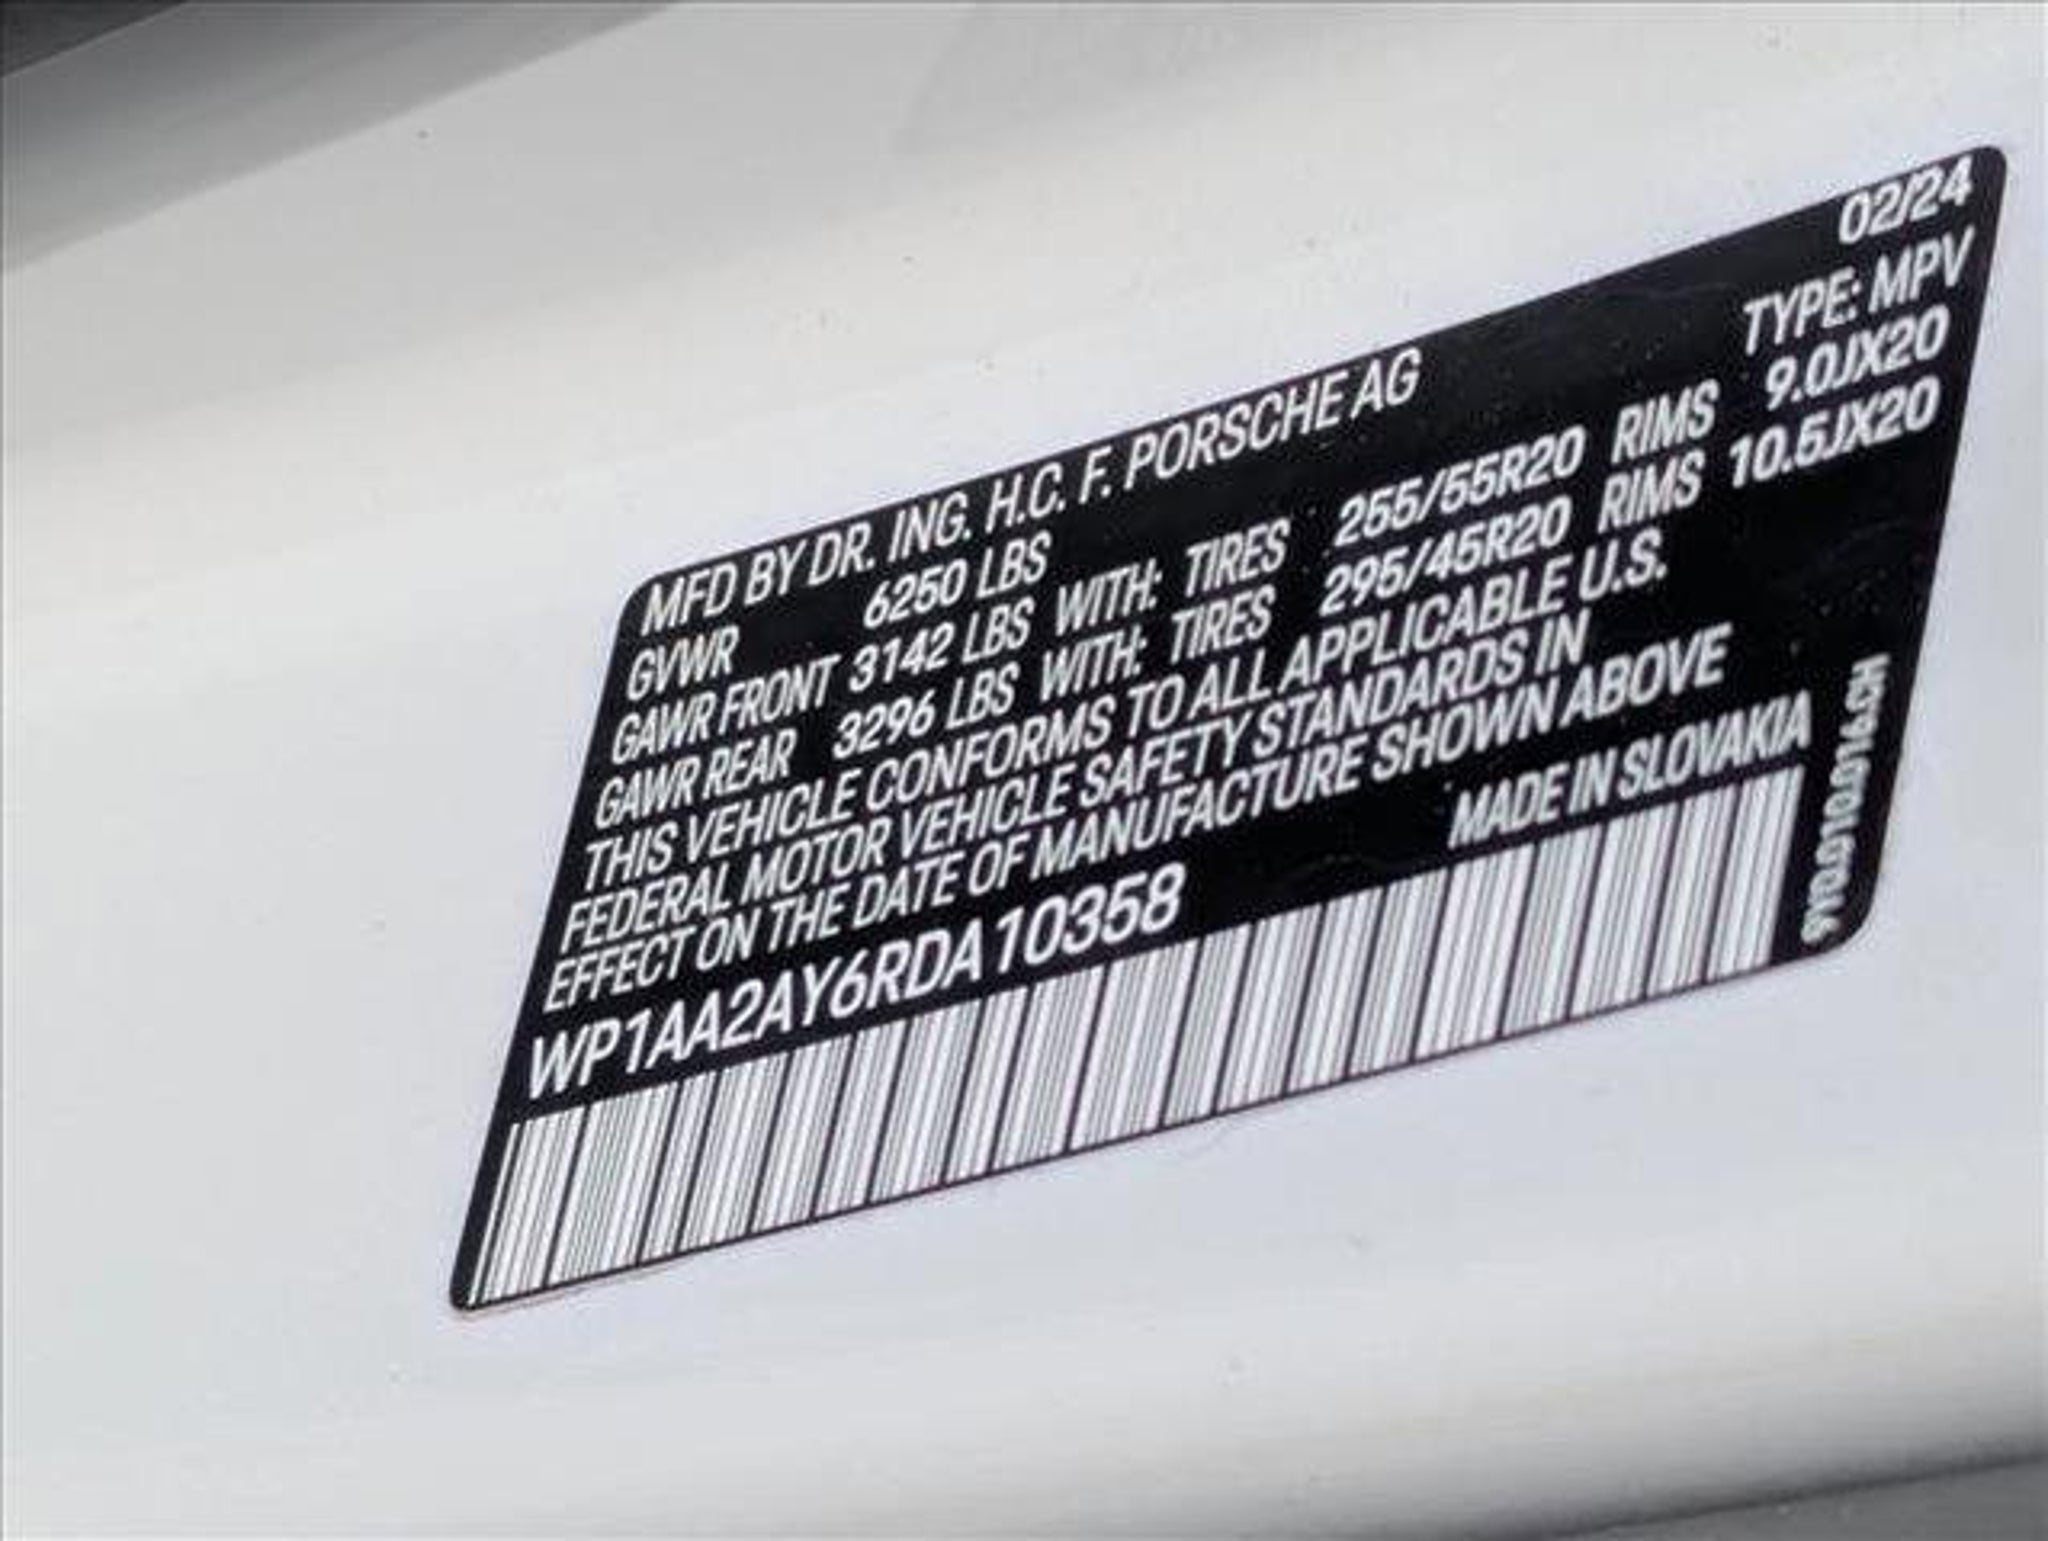 02/24
MFD BY DR. ING. H.C. F. PORSCHE AG TYPE: MPV
GVWR 6250 LBS
GAWR FRONT 3142 LBS WITH: TIRES 255/55R20 RIMS 9.0JX20
GAWR REAR 3296 LBS WITH: TIRES 295/45R20 RIMS 10.5JX20
THIS VEHICLE CONFORMS TO ALL APPLICABLE U.S.
FEDERAL MOTOR VEHICLE SAFETY STANDARDS IN
EFFECT ON THE DATE OF MANUFACTURE SHOWN ABOVE
WP1AA2AY6RDA10358 MADE IN SLOVAKIA